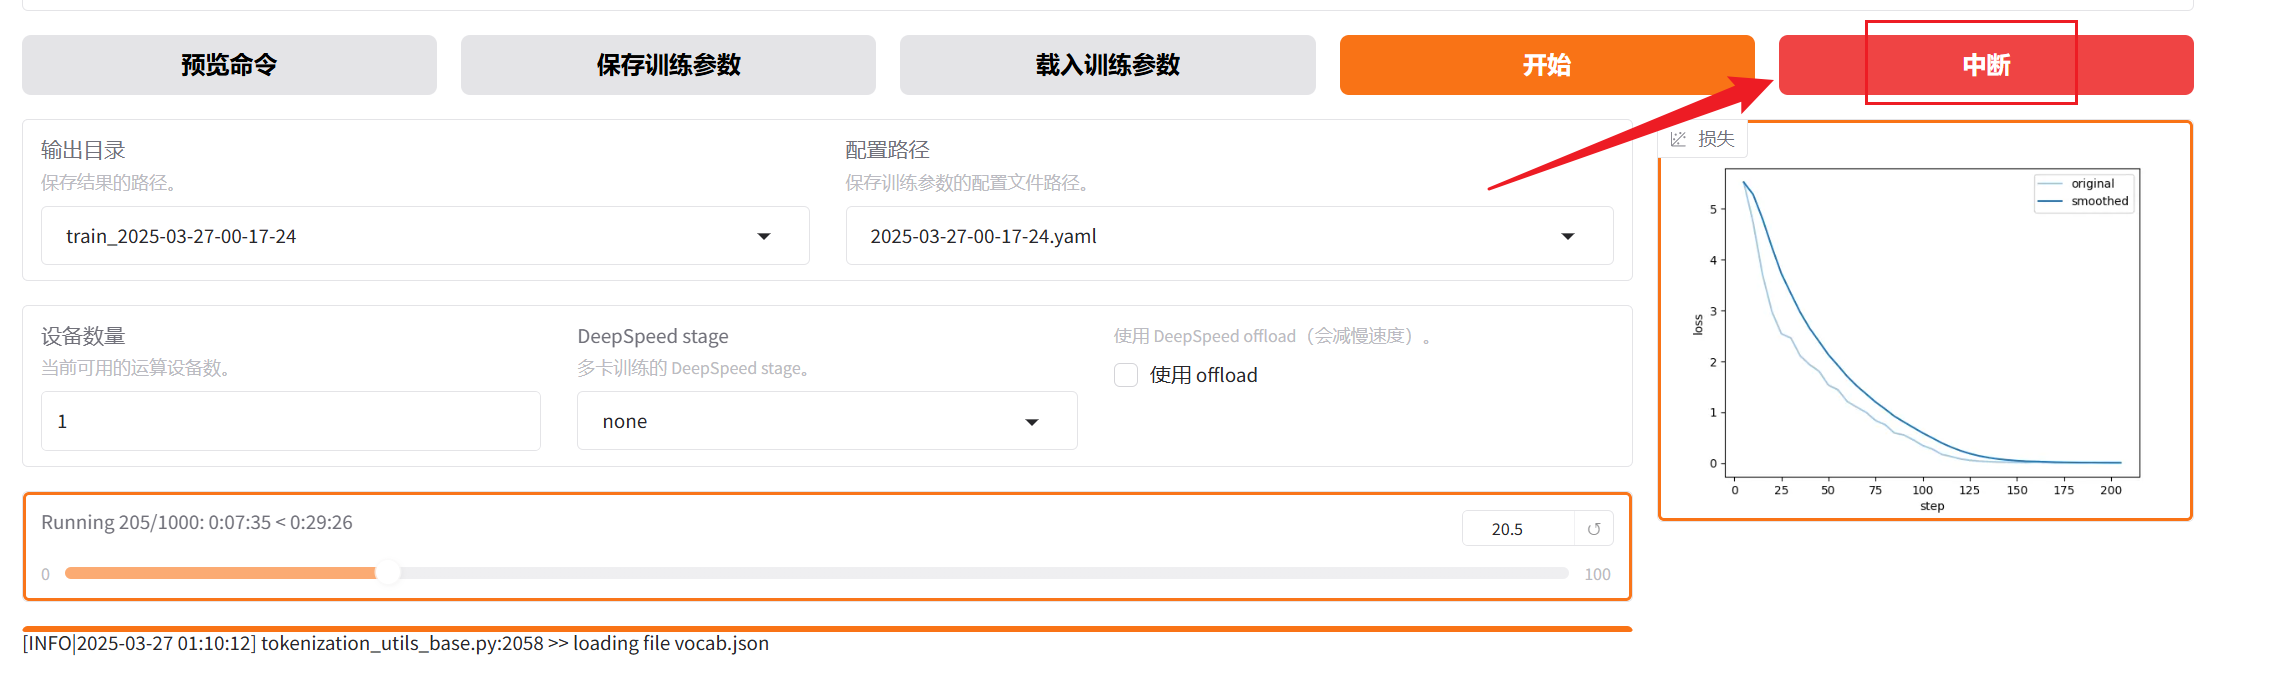 预览命令
保存训练参数
载入训练参数
开始
中断
输出目录
保存结果的路径。
train_2025-03-27-00-17-24
配置路径
保存训练参数的配置文件路径。
2025-03-27-00-17-24.yaml
损失
original
smoothed
5
4
3
2
1
0
loss
0
25
50
75
100
125
150
175
200
step
设备数量
当前可用的运算设备数。
1
DeepSpeed stage
多卡训练的 DeepSpeed stage。
none
使用 DeepSpeed offload（会减慢速度）。
使用 offload
Running 205/1000: 0:07:35 < 0:29:26
20.5
↺
0
100
[INFO|2025-03-27 01:10:12] tokenization_utils_base.py:2058 >> loading file vocab.json